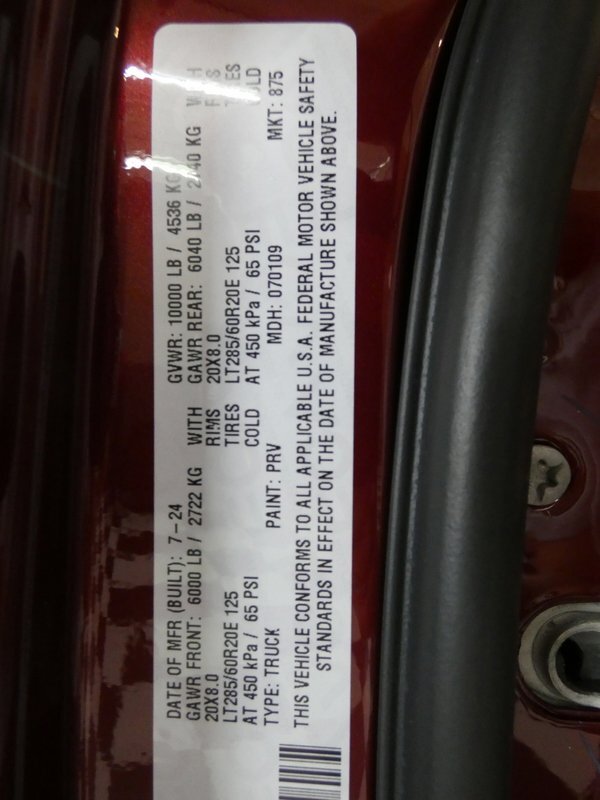 DATE OF MFR (BUILT): 7-24 GVWR: 10000 LB / 4536 KG
GAWR FRONT: 6000 LB / 2722 KG WITH GAWR REAR: 6040 LB / KG
20X8.0 RIMS 20X8.0
LT285/60R20E 125 TIRES LT285/60R20E 125
AT 450 kPa / 65 PSI COLD AT 450 kPa / 65 PSI
TYPE: TRUCK PAINT: PRV MDH: 070109 MKT: 875
THIS VEHICLE CONFORMS TO ALL APPLICABLE U.S.A. FEDERAL MOTOR VEHICLE SAFETY
STANDARDS IN EFFECT ON THE DATE OF MANUFACTURE SHOWN ABOVE.